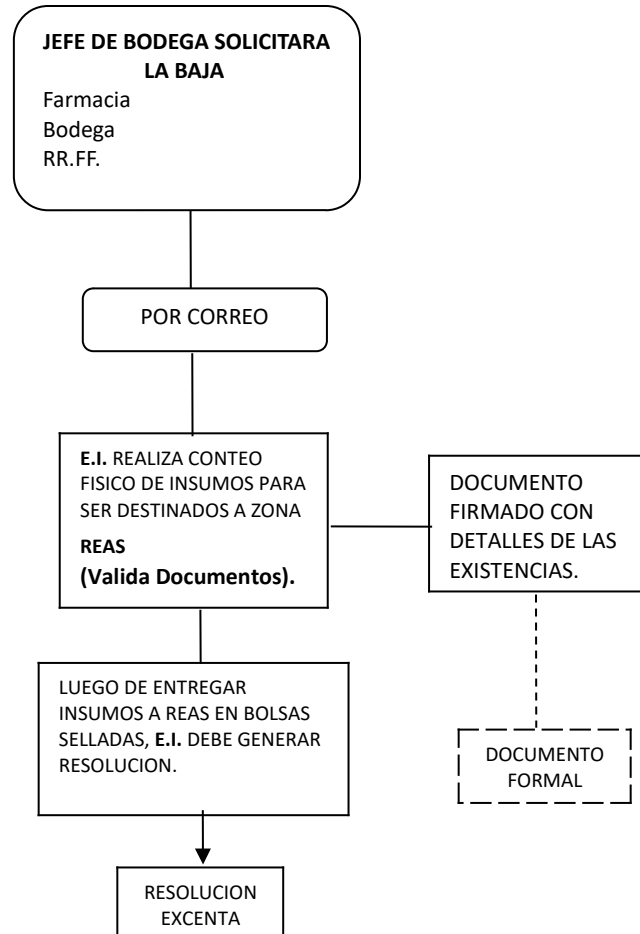 JEFE DE BODEGA SOLICITARA
LA BAJA
Farmacia
Bodega
RR.FF.
POR CORREO
E.I. REALIZA CONTEO
FISICO DE INSUMOS PARA
SER DESTINADOS A ZONA
REAS
(Valida Documentos).
DOCUMENTO
FIRMADO CON
DETALLES DE LAS
EXISTENCIAS.
LUEGO DE ENTREGAR
INSUMOS A REAS EN BOLSAS
SELLADAS, E.I. DEBE GENERAR
RESOLUCION.
DOCUMENTO
FORMAL
RESOLUCION
EXCENTA